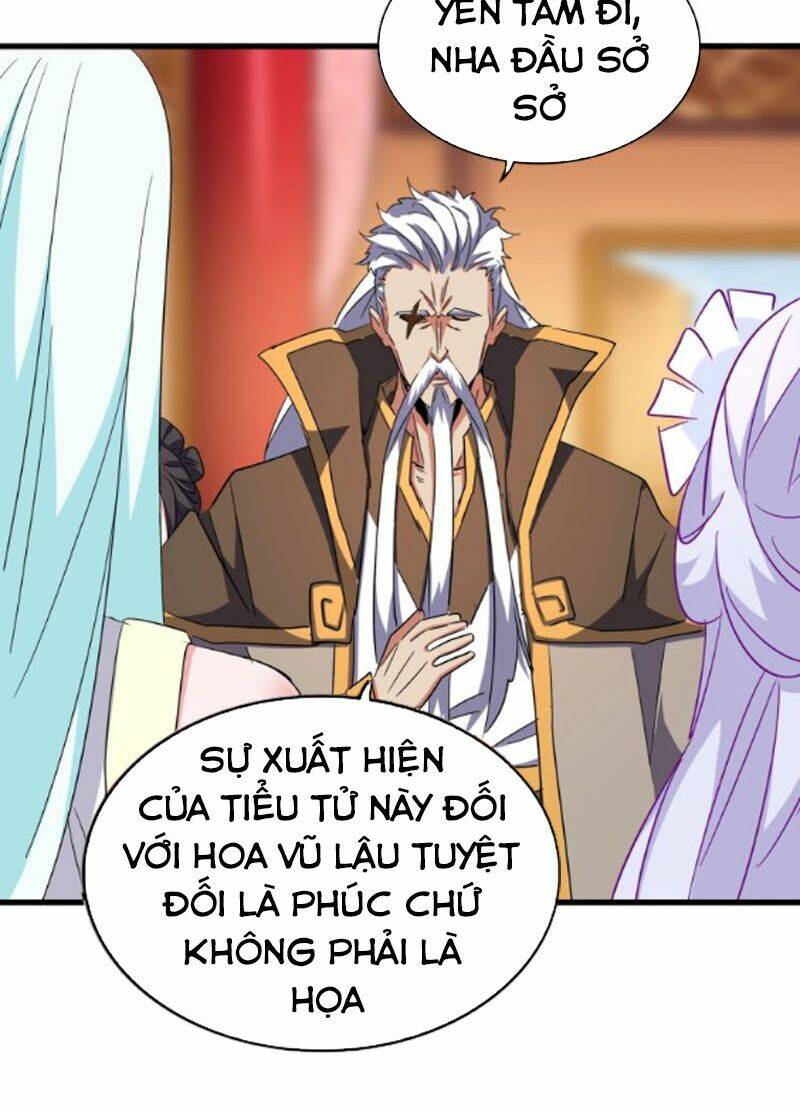 YÊN TÂM ĐI,
NHA ĐẦU SỞ
SỞ
SỰ XUẤT HIỆN
CỦA TIỂU TỬ NÀY ĐỐI
VỚI HOA VŨ LẬU TUYỆT
ĐỐI LÀ PHÚC CHỨ
KHÔNG PHẢI LÀ
HỌA